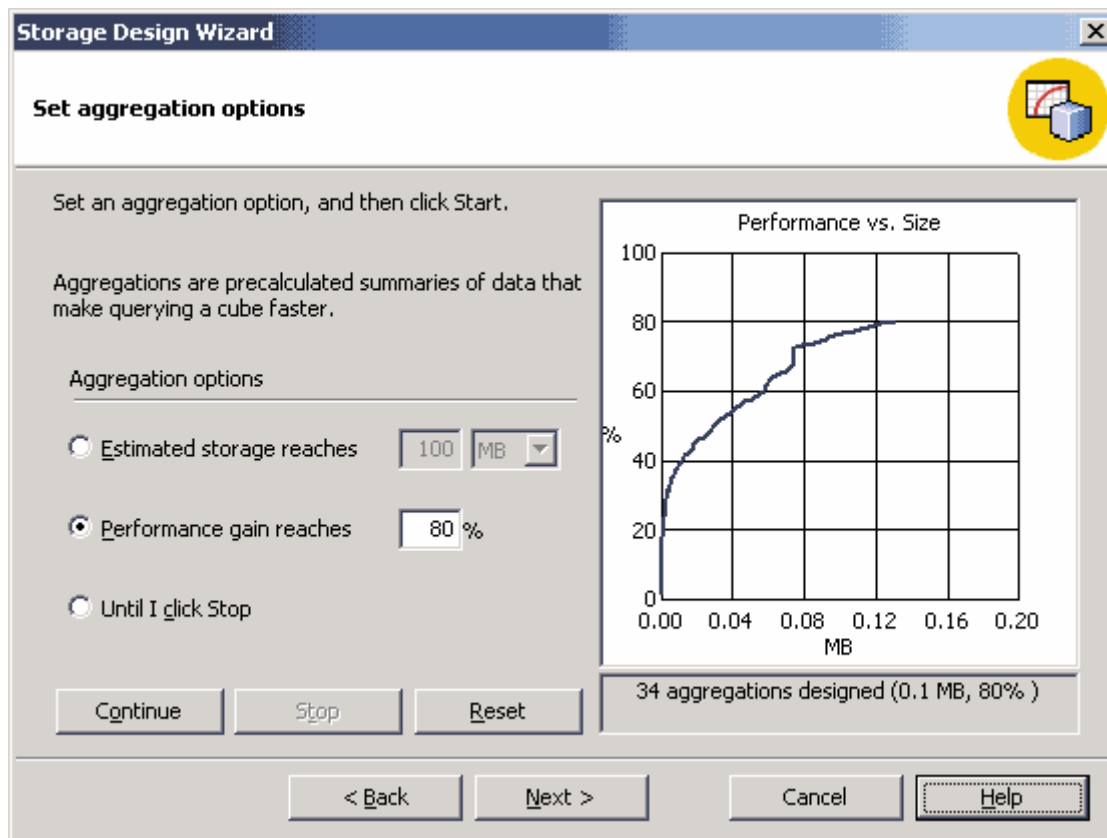 Storage Design Wizard
Set aggregation options
Set an aggregation option, and then click Start.
Aggregations are precalculated summaries of data that
make querying a cube faster.
Aggregation options
Estimated storage reaches 100 MB
Performance gain reaches 80 %
Until I click Stop
Continue Stop Reset
Performance vs. Size
100
80
60
%
40
20
0
0.00 0.04 0.08 0.12 0.16 0.20
MB
34 aggregations designed (0.1 MB, 80% )
< Back Next > Cancel Help